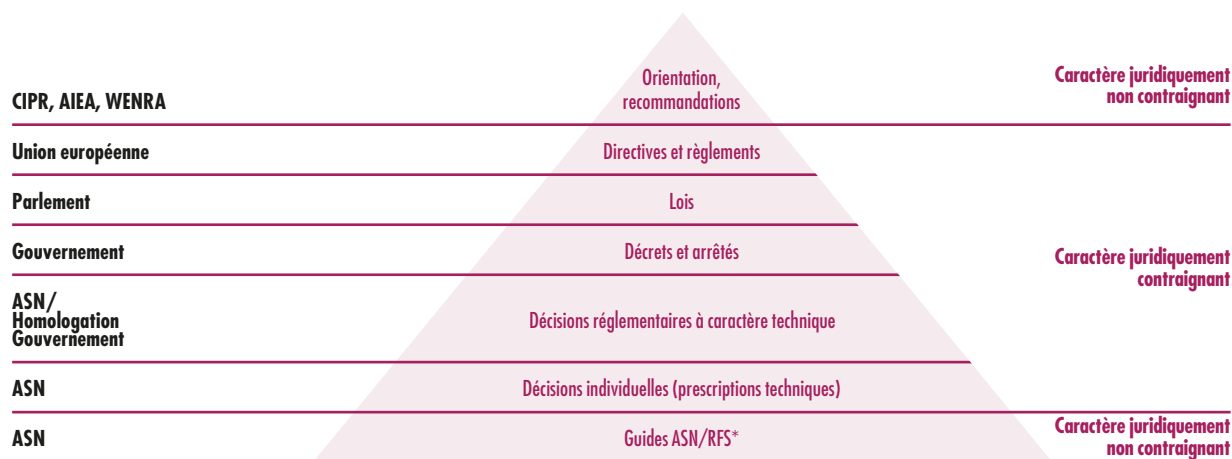 CIPR, AIEA, WENRA
Orientation,
recommandations
Caractère juridiquement
non contraignant
Union européenne
Directives et règlements
Parlement
Lois
Gouvernement
Décrets et arrêtés
Caractère juridiquement
contraignant
ASN/
Homologation
Gouvernement
Décisions réglementaires à caractère technique
ASN
Décisions individuelles (prescriptions techniques)
ASN
Guides ASN/RFS*
Caractère juridiquement
non contraignant